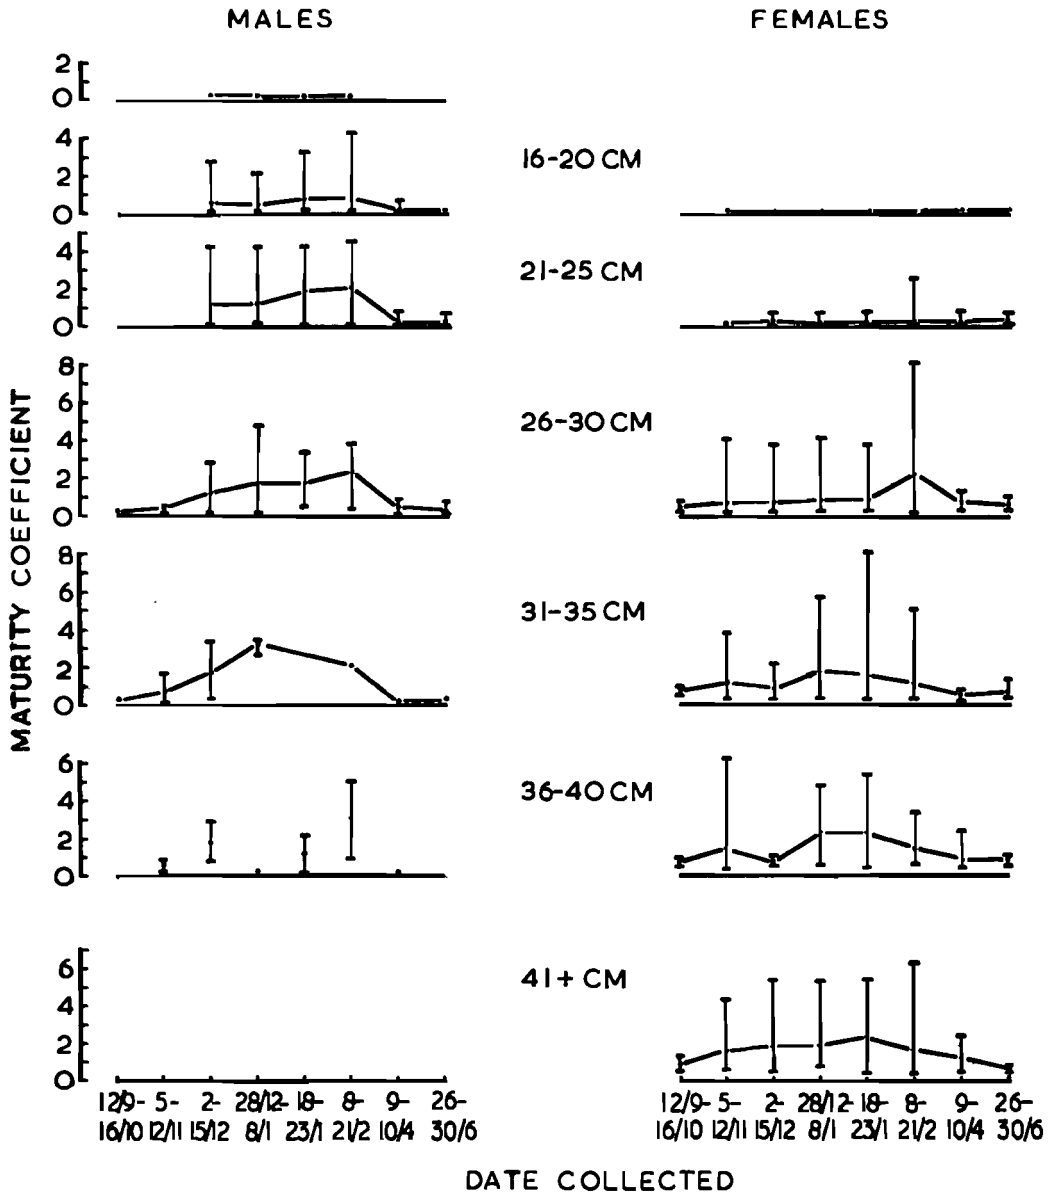 MALES FEMALES
2
0
4
2
0
16-20 CM
4
2
0
21-25 CM
8
6
4
2
0
26-30 CM
8
6
4
2
0
31-35 CM
6
4
2
0
36-40 CM
6
4
2
0
41+ CM
MATURITY COEFFICIENT
12/9- 5- 2- 28/12- 18- 8- 9- 26- 12/9- 5- 2- 28/12- 18- 8- 9- 26-
16/10 12/11 15/12 8/1 23/1 21/2 10/4 30/6 16/10 12/11 15/12 8/1 23/1 21/2 10/4 30/6
DATE COLLECTED